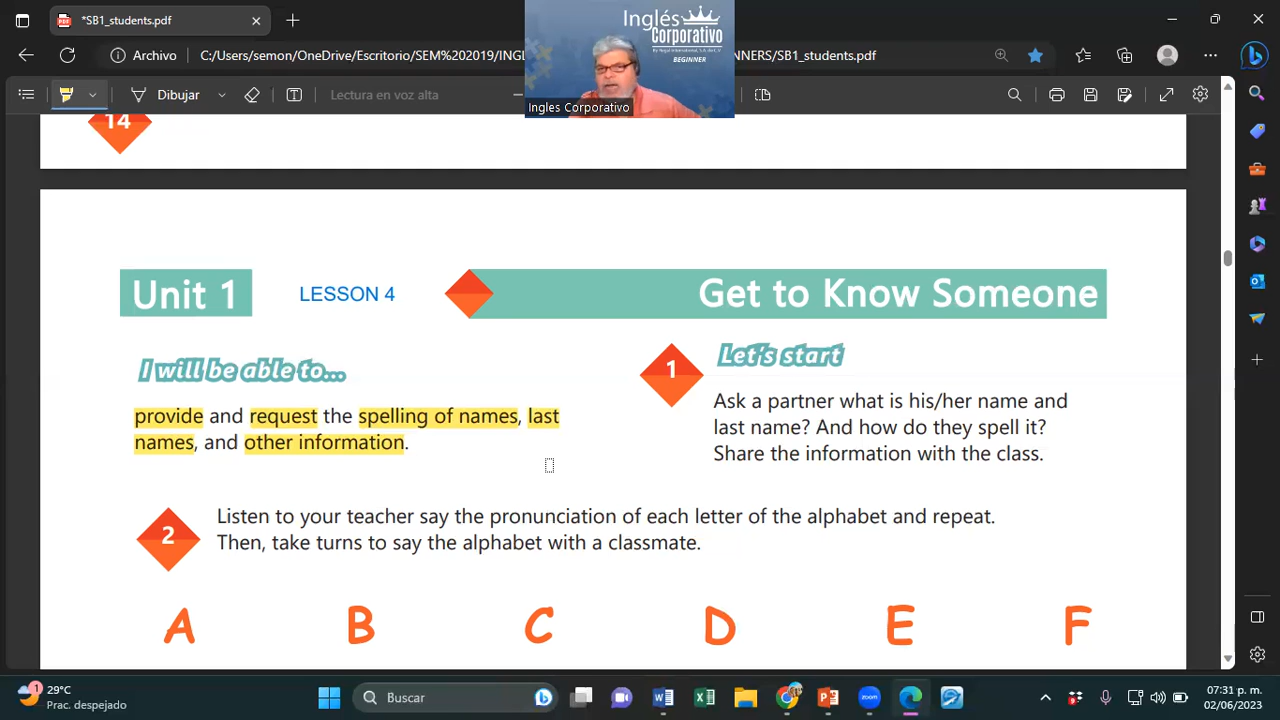 *SB1_students.pdf
Archivo
C:/Users/semon/OneDrive/Escritorio/SEM%202019/ING
NNERS/SB1_students.pdf
Inglés
Corporativo
BEGINNER
Ingles Corporativo
Dibujar
Lectura en voz alta
14
Unit 1
LESSON 4
Get to Know Someone
I will be able to...
provide and request the spelling of names, last
names, and other information.
1
Let's start
Ask a partner what is his/her name and
last name? And how do they spell it?
Share the information with the class.
2
Listen to your teacher say the pronunciation of each letter of the alphabet and repeat.
Then, take turns to say the alphabet with a classmate.
A B C D E F
1
29°C
Prac. despejado
Buscar
zoom
9
07:31 p. m.
02/06/2023